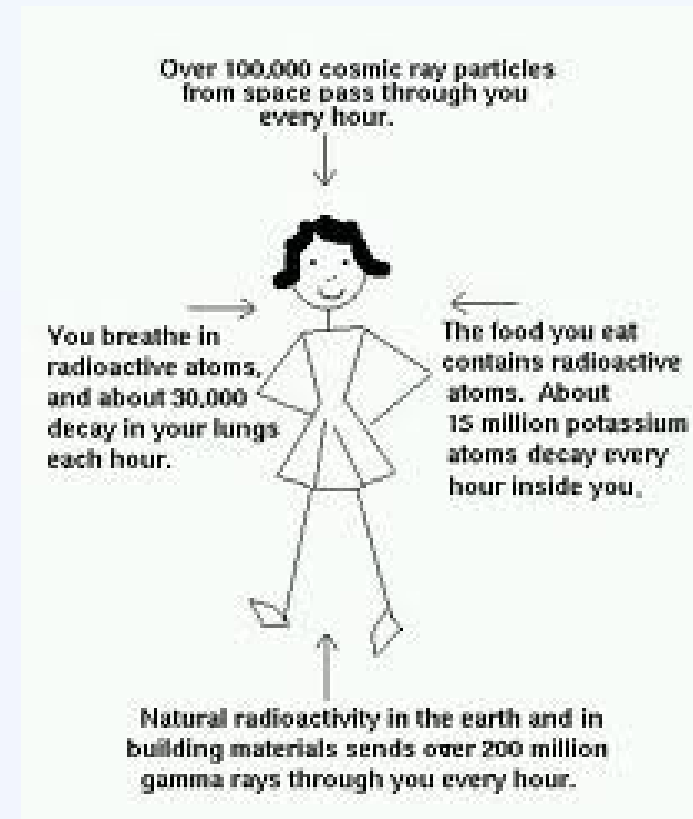 Over 100,000 cosmic ray particles
from space pass through you
every hour.
You breathe in
radioactive atoms,
and about 30,000
decay in your lungs
each hour.
The food you eat
contains radioactive
atoms. About
15 million potassium
atoms decay every
hour inside you.
Natural radioactivity in the earth and in
building materials sends over 200 million
gamma rays through you every hour.